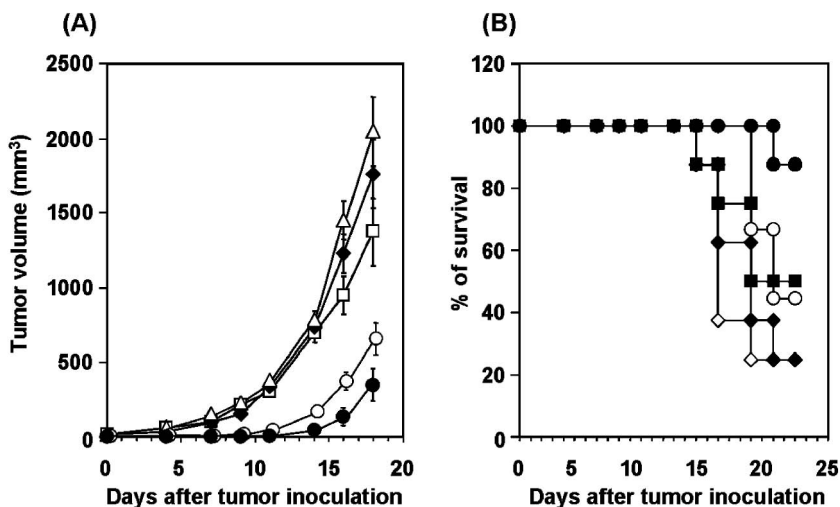 (A)
Tumor volume (mm³)
2500
2000
1500
1000
500
0
0 5 10 15 20
Days after tumor inoculation
(B)
% of survival
120
100
80
60
40
20
0
0 5 10 15 20 25
Days after tumor inoculation